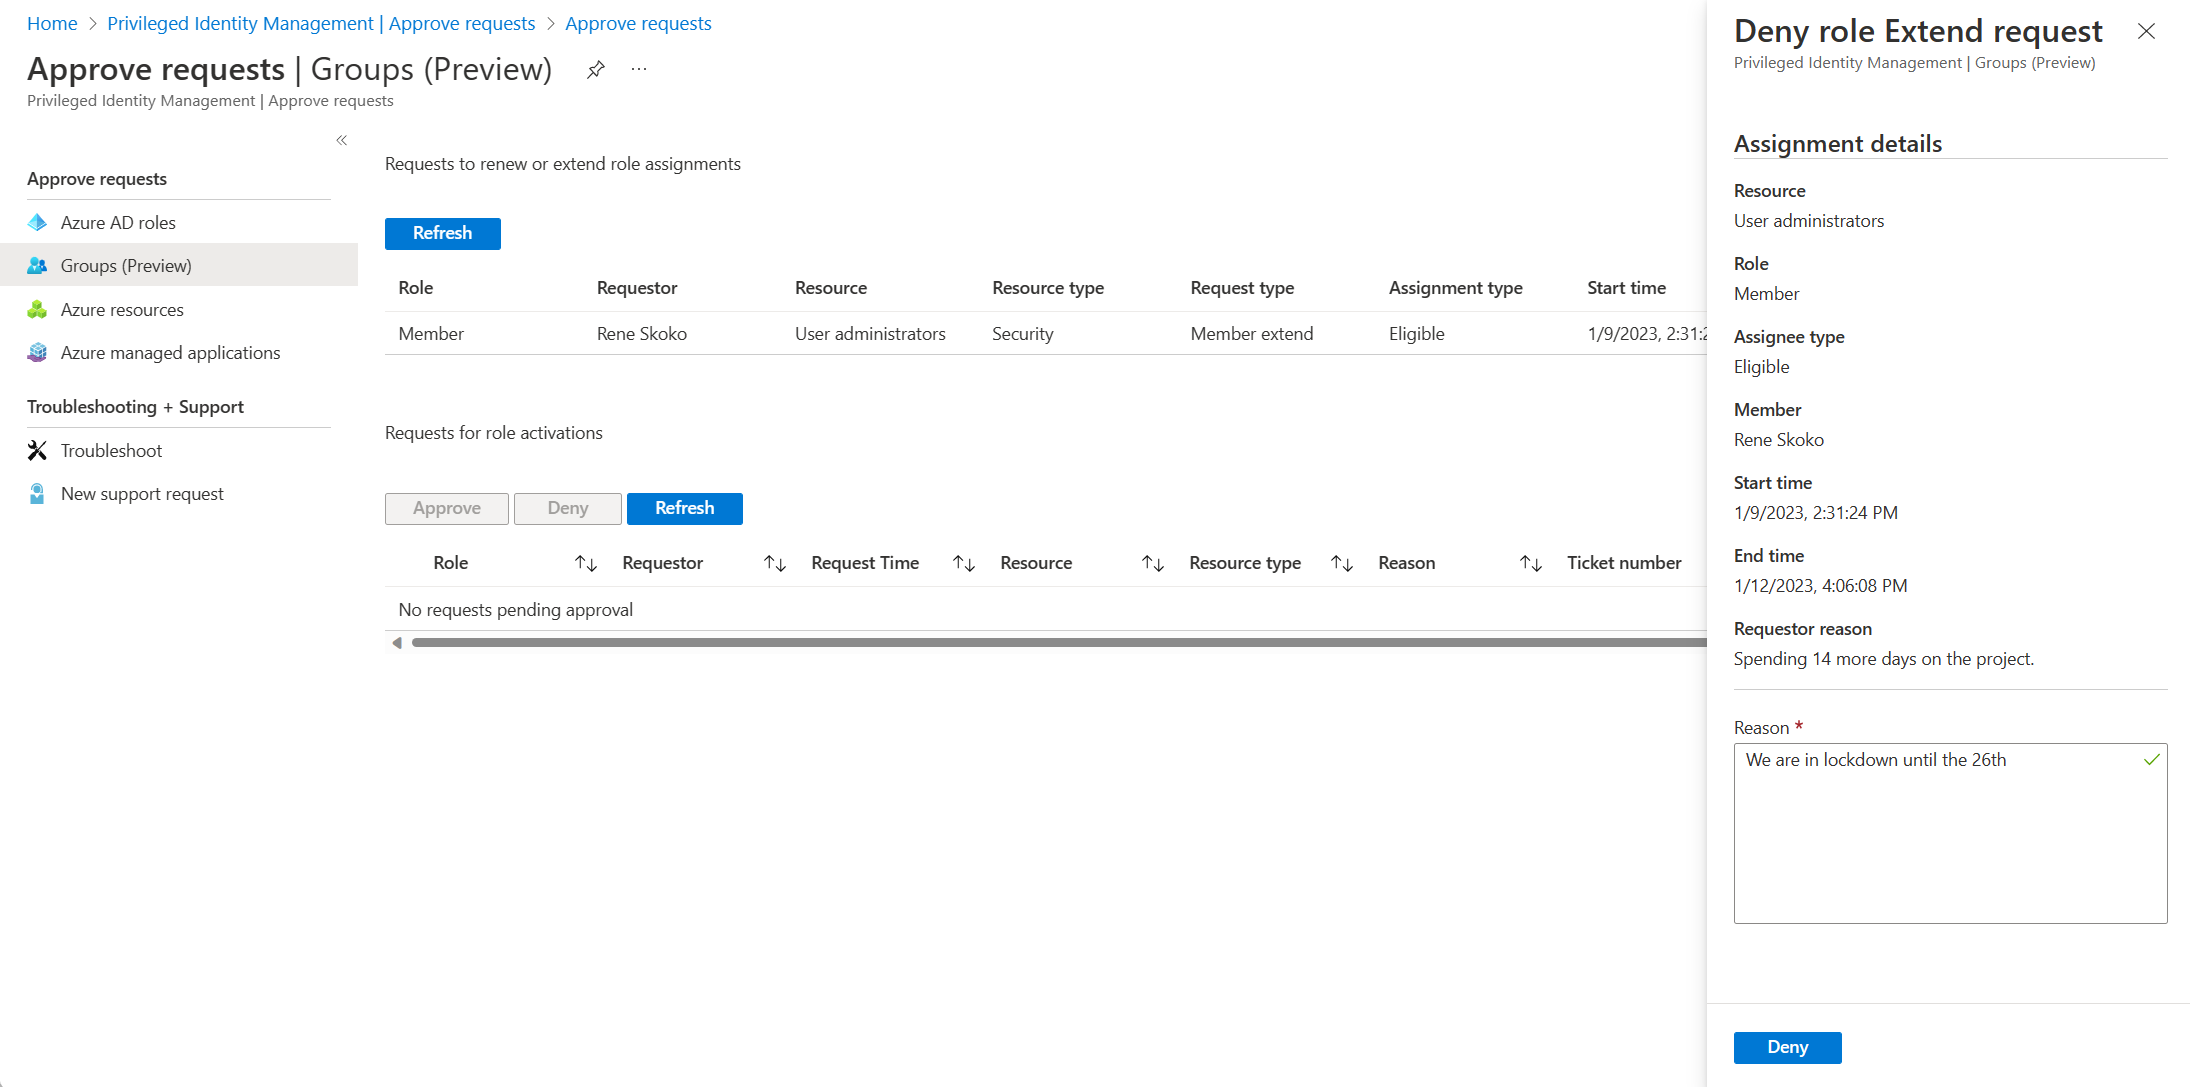 Home > Privileged Identity Management | Approve requests > Approve requests
Approve requests | Groups (Preview)
Privileged Identity Management | Approve requests
Approve requests
Azure AD roles
Groups (Preview)
Azure resources
Azure managed applications
Troubleshooting + Support
Troubleshoot
New support request
Requests to renew or extend role assignments
Refresh
Role Requestor Resource Resource type Request type Assignment type Start time
Member Rene Skoko User administrators Security Member extend Eligible 1/9/2023, 2:31:2
Requests for role activations
Approve Deny Refresh
Role Requestor Request Time Resource Resource type Reason Ticket number
No requests pending approval
Deny role Extend request
Privileged Identity Management | Groups (Preview)
Assignment details
Resource
User administrators
Role
Member
Assignee type
Eligible
Member
Rene Skoko
Start time
1/9/2023, 2:31:24 PM
End time
1/12/2023, 4:06:08 PM
Requestor reason
Spending 14 more days on the project.
Reason *
We are in lockdown until the 26th
Deny